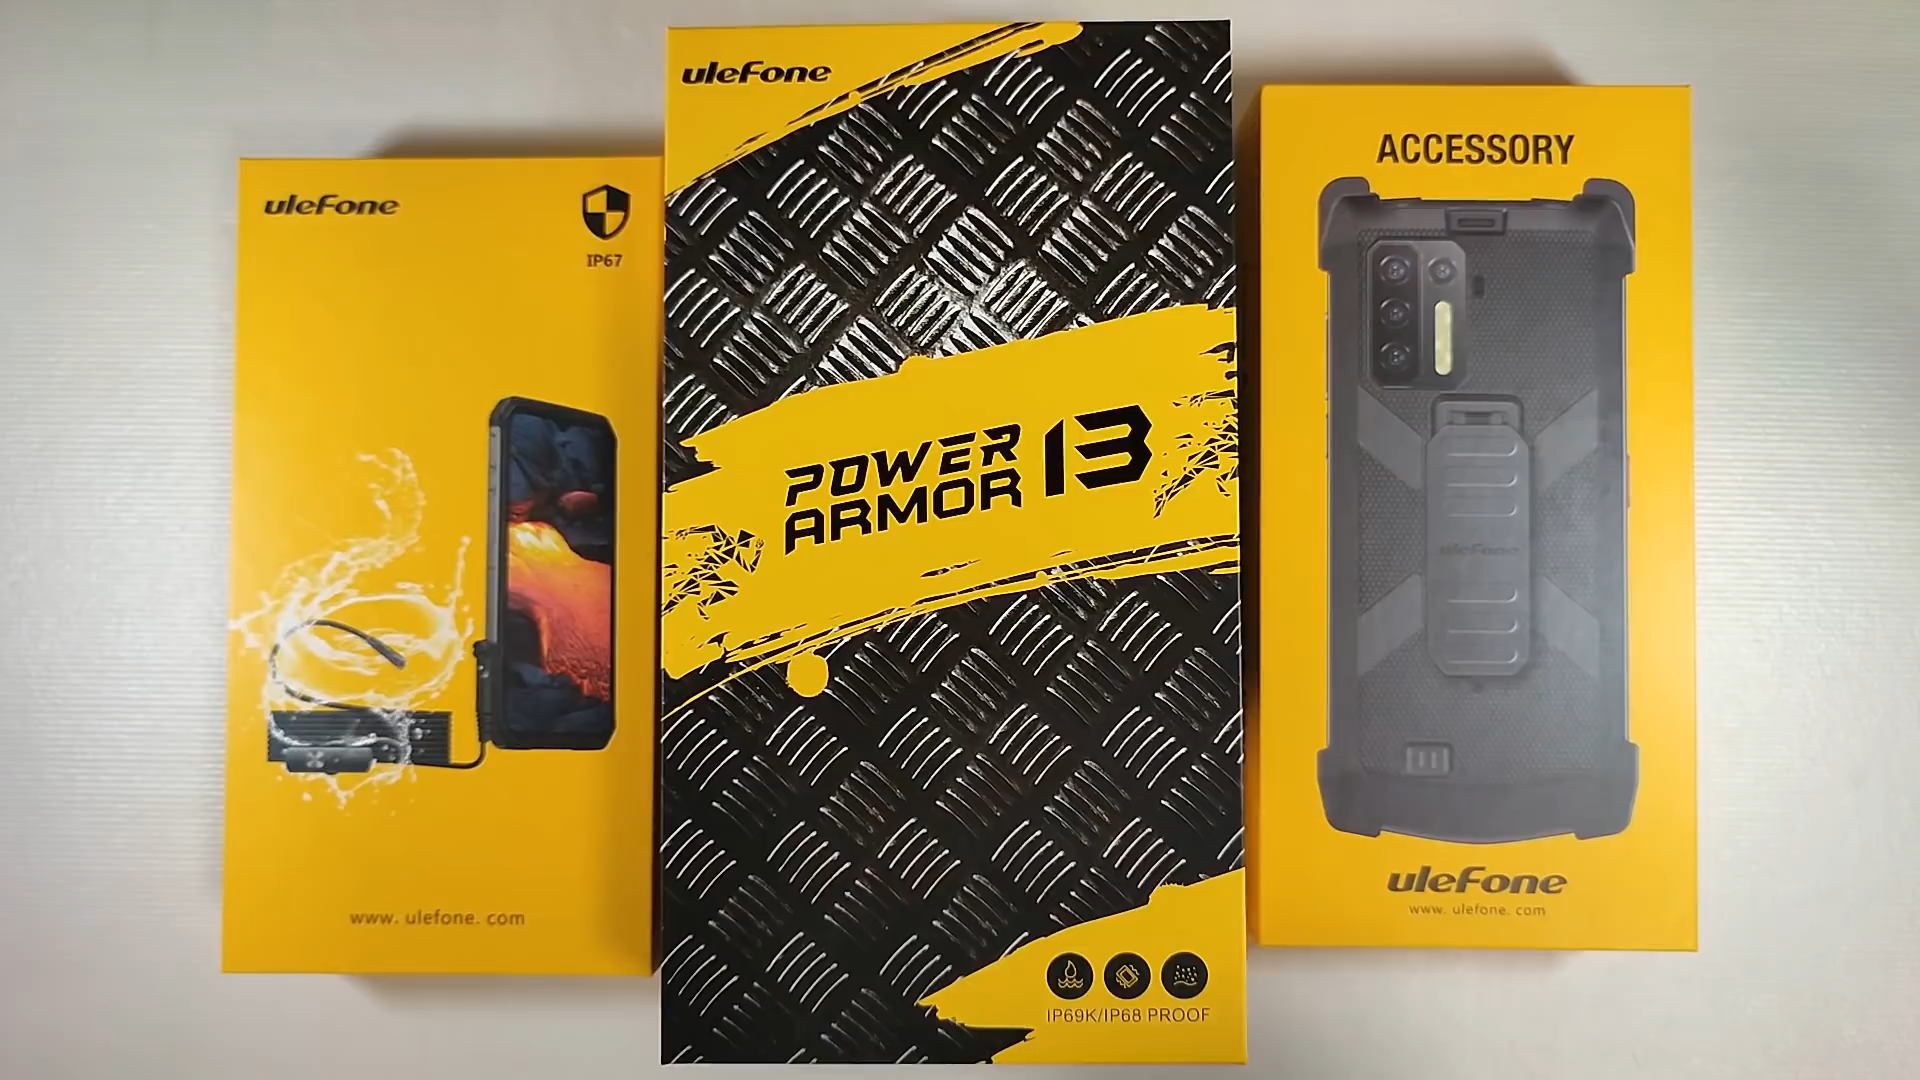 uleFone
IP67
www. ulefone. com
uleFone
POWER
ARMOR 13
IP69K/IP68 PROOF
ACCESSORY
uleFone
uleFone
www. ulefone. com